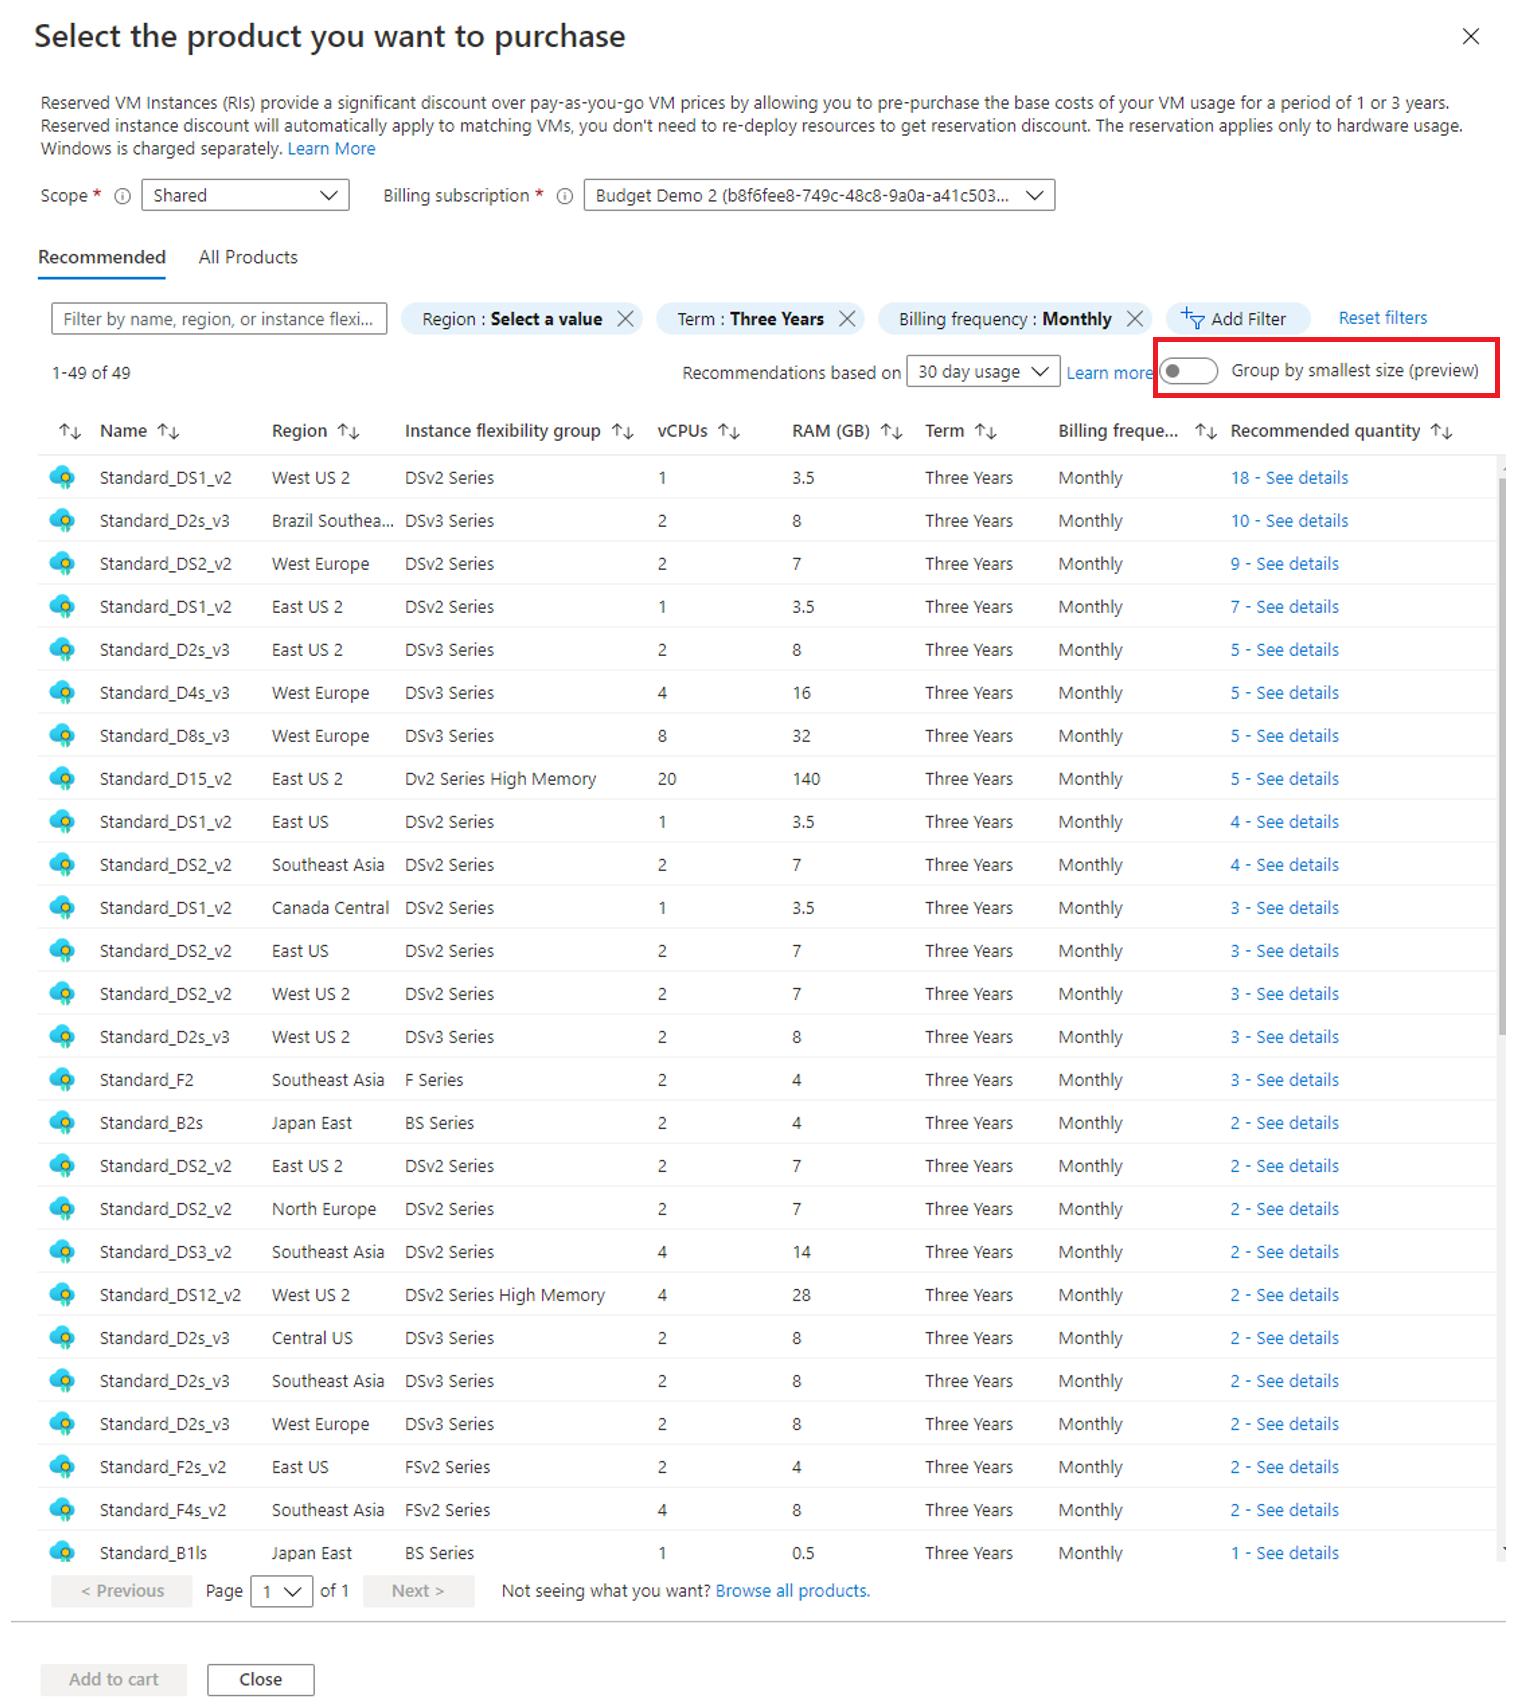 Select the product you want to purchase
Reserved VM Instances (RIs) provide a significant discount over pay-as-you-go VM prices by allowing you to pre-purchase the base costs of your VM usage for a period of 1 or 3 years.
Reserved instance discount will automatically apply to matching VMs, you don't need to re-deploy resources to get reservation discount. The reservation applies only to hardware usage.
Windows is charged separately. Learn More
Scope * Shared Billing subscription * Budget Demo 2 (b8f6fee8-749c-48c8-9a0a-a41c503...
Recommended All Products
Filter by name, region, or instance flexi... Region : Select a value Term : Three Years Billing frequency : Monthly Add Filter Reset filters
1-49 of 49 Recommendations based on 30 day usage Learn more Group by smallest size (preview)
Name Region Instance flexibility group vCPUs RAM (GB) Term Billing freque... Recommended quantity
Standard_DS1_v2 West US 2 DSv2 Series 1 3.5 Three Years Monthly 18 - See details
Standard_D2s_v3 Brazil Southea... DSv3 Series 2 8 Three Years Monthly 10 - See details
Standard_DS2_v2 West Europe DSv2 Series 2 7 Three Years Monthly 9 - See details
Standard_DS1_v2 East US 2 DSv2 Series 1 3.5 Three Years Monthly 7 - See details
Standard_D2s_v3 East US 2 DSv3 Series 2 8 Three Years Monthly 5 - See details
Standard_D4s_v3 West Europe DSv3 Series 4 16 Three Years Monthly 5 - See details
Standard_D8s_v3 West Europe DSv3 Series 8 32 Three Years Monthly 5 - See details
Standard_D15_v2 East US 2 Dv2 Series High Memory 20 140 Three Years Monthly 5 - See details
Standard_DS1_v2 East US DSv2 Series 1 3.5 Three Years Monthly 4 - See details
Standard_DS2_v2 Southeast Asia DSv2 Series 2 7 Three Years Monthly 4 - See details
Standard_DS1_v2 Canada Central DSv2 Series 1 3.5 Three Years Monthly 3 - See details
Standard_DS2_v2 East US DSv2 Series 2 7 Three Years Monthly 3 - See details
Standard_DS2_v2 West US 2 DSv2 Series 2 7 Three Years Monthly 3 - See details
Standard_D2s_v3 West US 2 DSv3 Series 2 8 Three Years Monthly 3 - See details
Standard_F2 Southeast Asia F Series 2 4 Three Years Monthly 3 - See details
Standard_B2s Japan East BS Series 2 4 Three Years Monthly 2 - See details
Standard_DS2_v2 East US 2 DSv2 Series 2 7 Three Years Monthly 2 - See details
Standard_DS2_v2 North Europe DSv2 Series 2 7 Three Years Monthly 2 - See details
Standard_DS3_v2 Southeast Asia DSv2 Series 4 14 Three Years Monthly 2 - See details
Standard_DS12_v2 West US 2 DSv2 Series High Memory 4 28 Three Years Monthly 2 - See details
Standard_D2s_v3 Central US DSv3 Series 2 8 Three Years Monthly 2 - See details
Standard_D2s_v3 Southeast Asia DSv3 Series 2 8 Three Years Monthly 2 - See details
Standard_D2s_v3 West Europe DSv3 Series 2 8 Three Years Monthly 2 - See details
Standard_F2s_v2 East US FSv2 Series 2 4 Three Years Monthly 2 - See details
Standard_F4s_v2 Southeast Asia FSv2 Series 4 8 Three Years Monthly 2 - See details
Standard_B1ls Japan East BS Series 1 0.5 Three Years Monthly 1 - See details
< Previous Page 1 of 1 Next > Not seeing what you want? Browse all products.
Add to cart Close